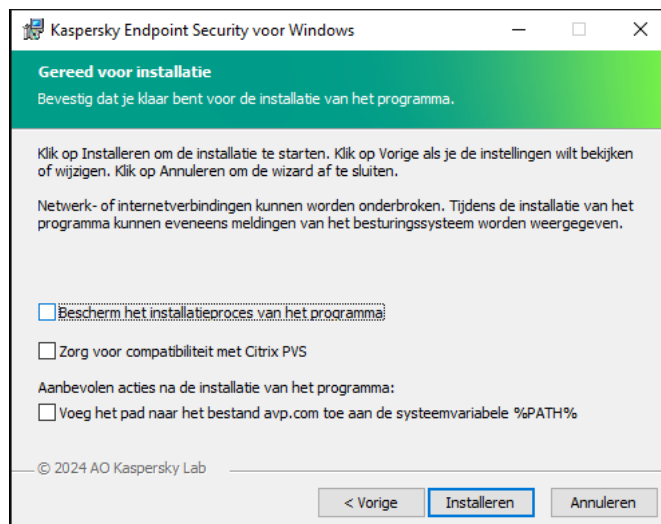 Kaspersky Endpoint Security voor Windows
Gereed voor installatie
Bevestig dat je klaar bent voor de installatie van het programma.
Klik op Installeren om de installatie te starten. Klik op Vorige als je de instellingen wilt bekijken
of wijzigen. Klik op Annuleren om de wizard af te sluiten.
Netwerk- of internetverbindingen kunnen worden onderbroken. Tijdens de installatie van het
programma kunnen eveneens meldingen van het besturingssysteem worden weergegeven.
Bescherm het installatieproces van het programma
Zorg voor compatibiliteit met Citrix PVS
Aanbevolen acties na de installatie van het programma:
Voeg het pad naar het bestand avp.com toe aan de systeemvariabele %PATH%
© 2024 AO Kaspersky Lab
< Vorige Installeren Annuleren